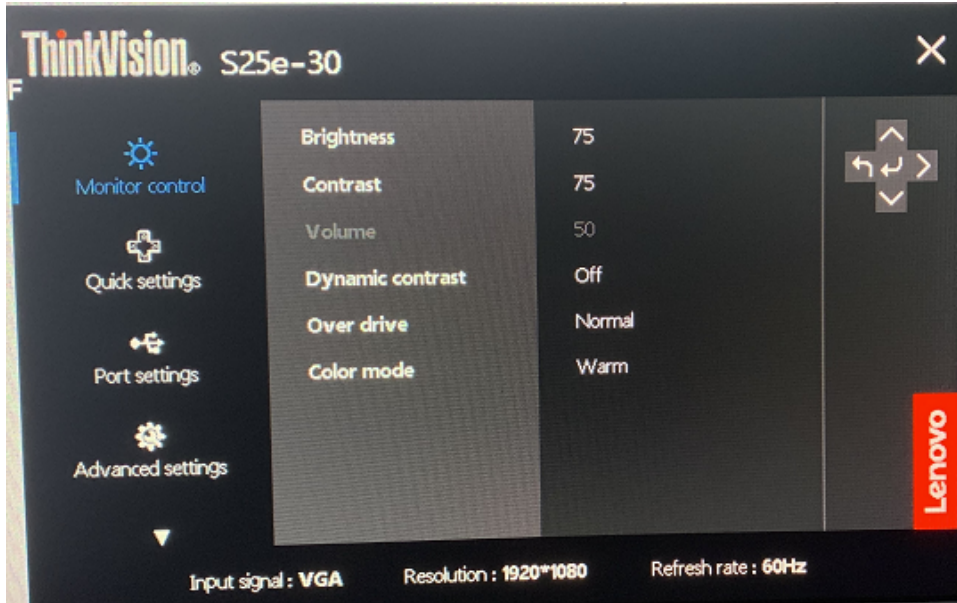 ThinkVision® S25e-30
F
Monitor control
Quick settings
Port settings
Advanced settings
Brightness 75
Contrast 75
Volume 50
Dynamic contrast Off
Over drive Normal
Color mode Warm
Lenovo
Input signal : VGA Resolution : 1920*1080 Refresh rate : 60Hz